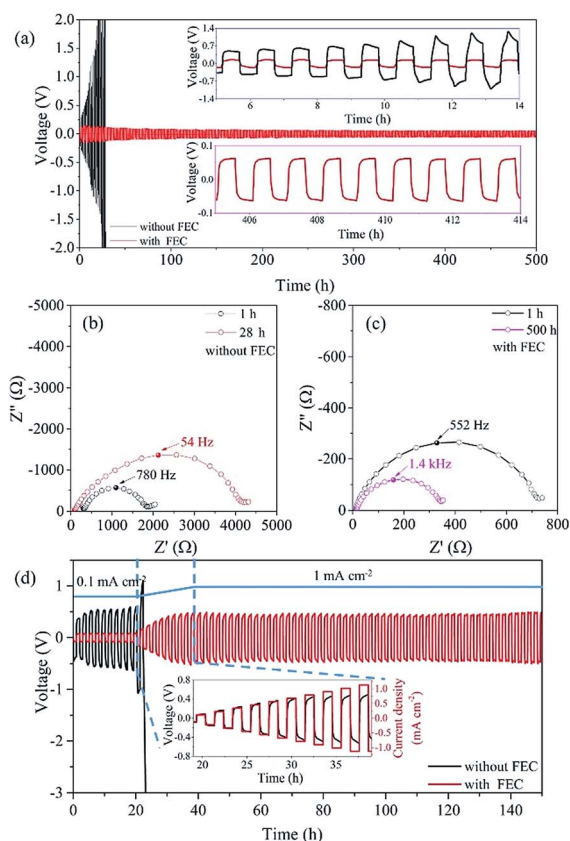 (a)
2.0
1.5
1.0
0.5
0.0
-0.5
-1.0
-1.5
-2.0
Voltage (V)
0 50 100 150 200 250 300 350 400 450 500
Time (h)
without FEC
with FEC
1.4
0.7
0.0
-0.7
-1.4
Voltage (V)
6 8 10 12 14
Time (h)
0.1
0.0
-0.1
Voltage (V)
406 408 410 412 414
Time (h)
(b)
-5000
-4000
-3000
-2000
-1000
0
Z'' (Ω)
0 1000 2000 3000 4000 5000
Z' (Ω)
1 h
28 h
without FEC
54 Hz
780 Hz
(c)
-800
-600
-400
-200
0
Z'' (Ω)
0 200 400 600 800
Z' (Ω)
1 h
500 h
with FEC
552 Hz
1.4 kHz
(d)
0.1 mA cm-2
1 mA cm-2
1
0
-1
-2
-3
Voltage (V)
0 20 40 60 80 100 120 140
Time (h)
without FEC
with FEC
0.8
0.4
0.0
-0.4
-0.8
Voltage (V)
20 25 30 35
Time (h)
1.0
0.5
0.0
-0.5
-1.0
Current density
(mA cm-2)